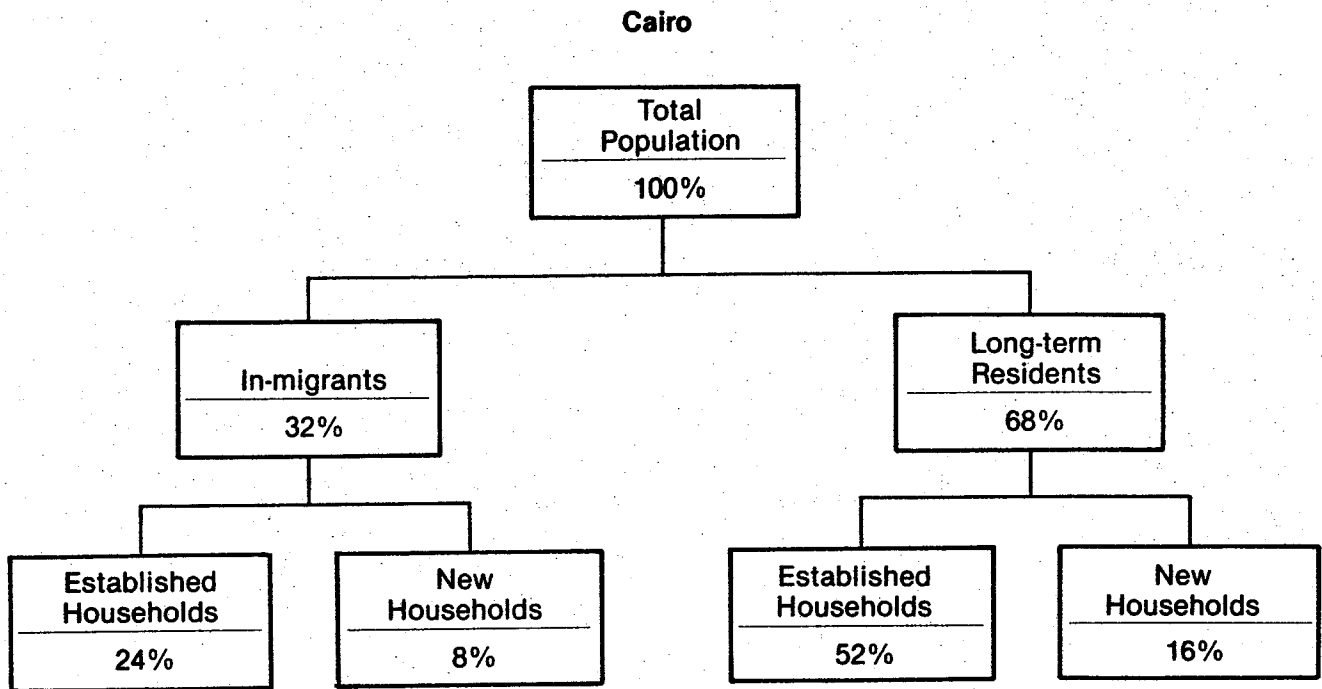 Cairo
Total
Population
100%
In-migrants
32%
Long-term
Residents
68%
Established
Households
24%
New
Households
8%
Established
Households
52%
New
Households
16%